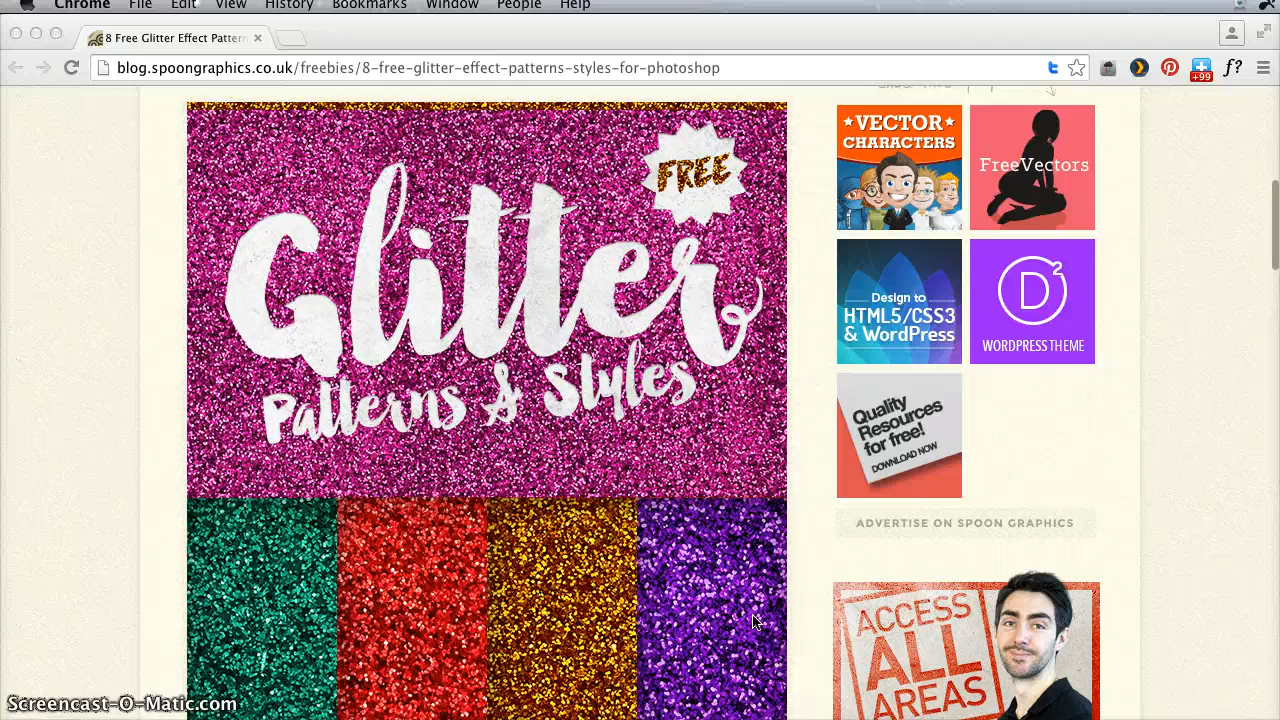 Chrome File Edit View History Bookmarks Window People Help
8 Free Glitter Effect Pattern
blog.spoongraphics.co.uk/freebies/8-free-glitter-effect-patterns-styles-for-photoshop
+99
f?
FREE
Glitter
Patterns & Styles
VECTOR
CHARACTERS
FreeVectors
Design to
HTML5/CSS3
& WordPress
D2
WORDPRESS THEME
Quality
Resources
for free!
DOWNLOAD NOW
ADVERTISE ON SPOON GRAPHICS
ACCESS
ALL
AREAS
Screencast-O-Matic.com